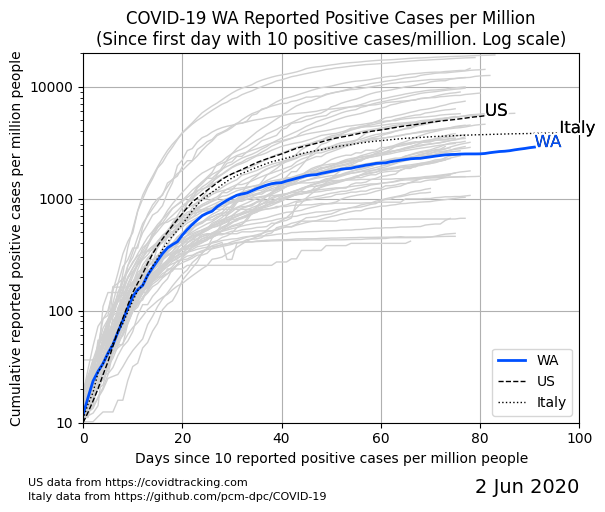 COVID-19 WA Reported Positive Cases per Million
(Since first day with 10 positive cases/million. Log scale)
Cumulative reported positive cases per million people
10000
1000
100
10
US
Italy
WA
WA
US
Italy
0
20
40
60
80
100
Days since 10 reported positive cases per million people
US data from https://covidtracking.com
Italy data from https://github.com/pcm-dpc/COVID-19
2 Jun 2020